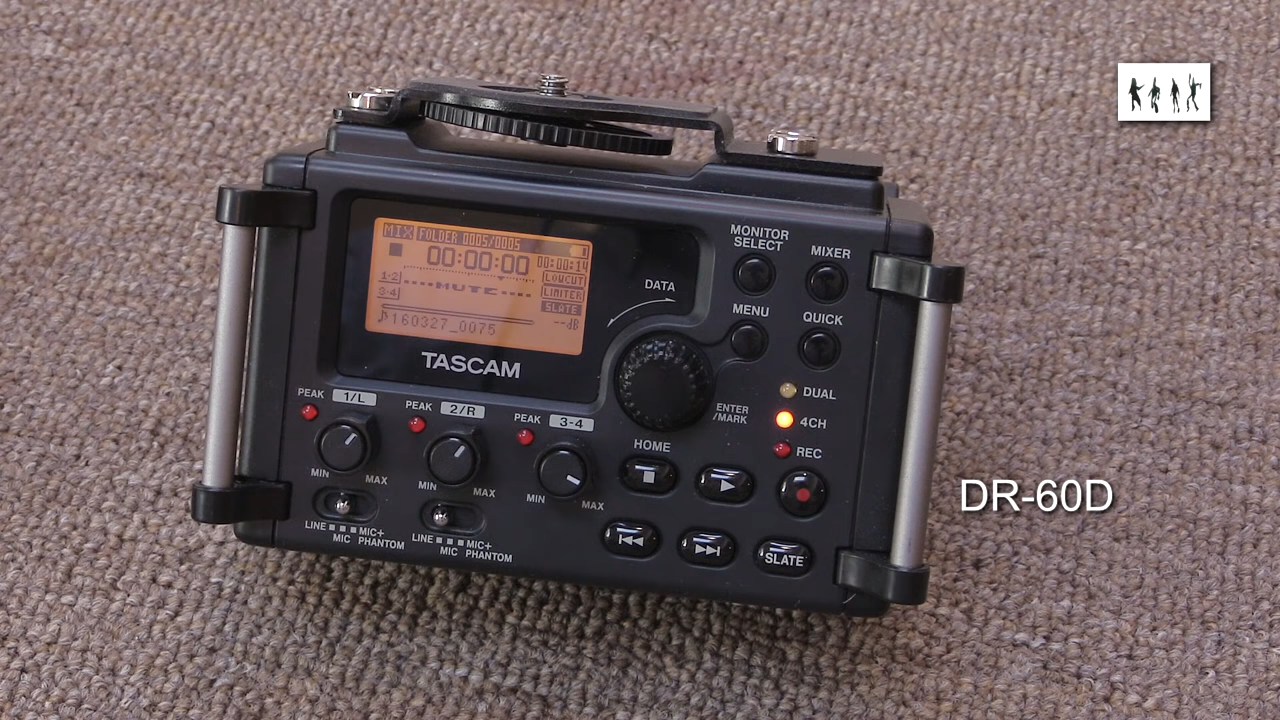 MIX FOLDER 0005/0005
00:00:00 00:00:14
LOWCUT
1-2
MUTE
LIMITER
3-4
SLATE
--dB
160327_0075
TASCAM
MONITOR
SELECT
MIXER
DATA
MENU
QUICK
ENTER
/MARK
DUAL
4CH
REC
HOME
PEAK 1/L
PEAK 2/R
PEAK 3-4
MIN MAX
MIN MAX
MIN MAX
LINE MIC+
MIC PHANTOM
LINE MIC+
MIC PHANTOM
SLATE
DR-60D